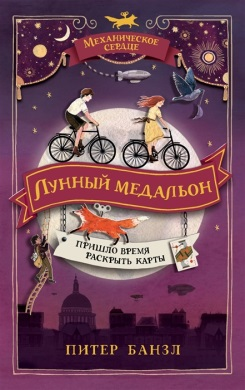 Механическое
сердце
Лунный медальон
Пришло время
раскрыть карты
Питер Банзл